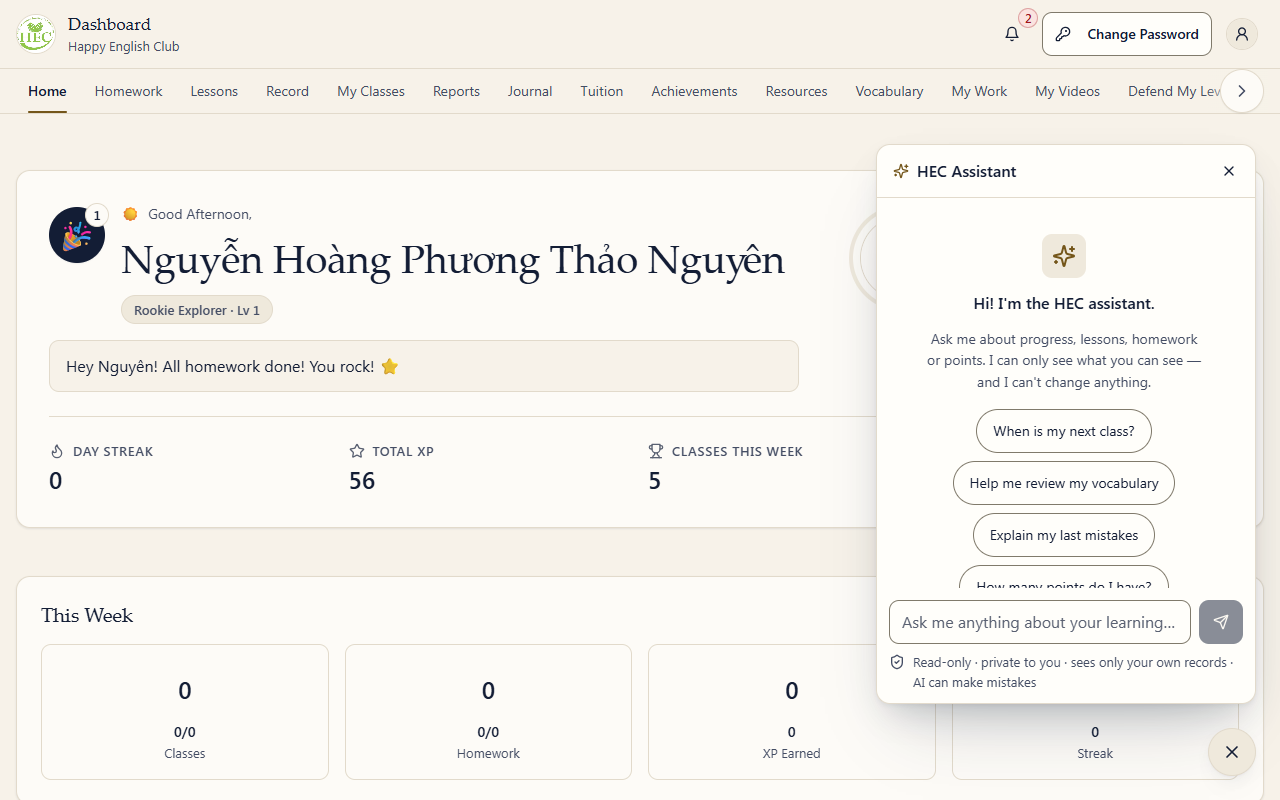 HEC
Dashboard
Happy English Club
2
Change Password
Home
Homework
Lessons
Record
My Classes
Reports
Journal
Tuition
Achievements
Resources
Vocabulary
My Work
My Videos
Defend My Lev
1
Good Afternoon,
Nguyễn Hoàng Phương Thảo Nguyên
Rookie Explorer · Lv 1
Hey Nguyên! All homework done! You rock! ⭐
DAY STREAK
0
TOTAL XP
56
CLASSES THIS WEEK
5
This Week
0
0/0
Classes
0
0/0
Homework
0
0
XP Earned
0
Streak
HEC Assistant
Hi! I'm the HEC assistant.
Ask me about progress, lessons, homework
or points. I can only see what you can see —
and I can't change anything.
When is my next class?
Help me review my vocabulary
Explain my last mistakes
How many points do I have?
Ask me anything about your learning...
Read-only · private to you · sees only your own records ·
AI can make mistakes